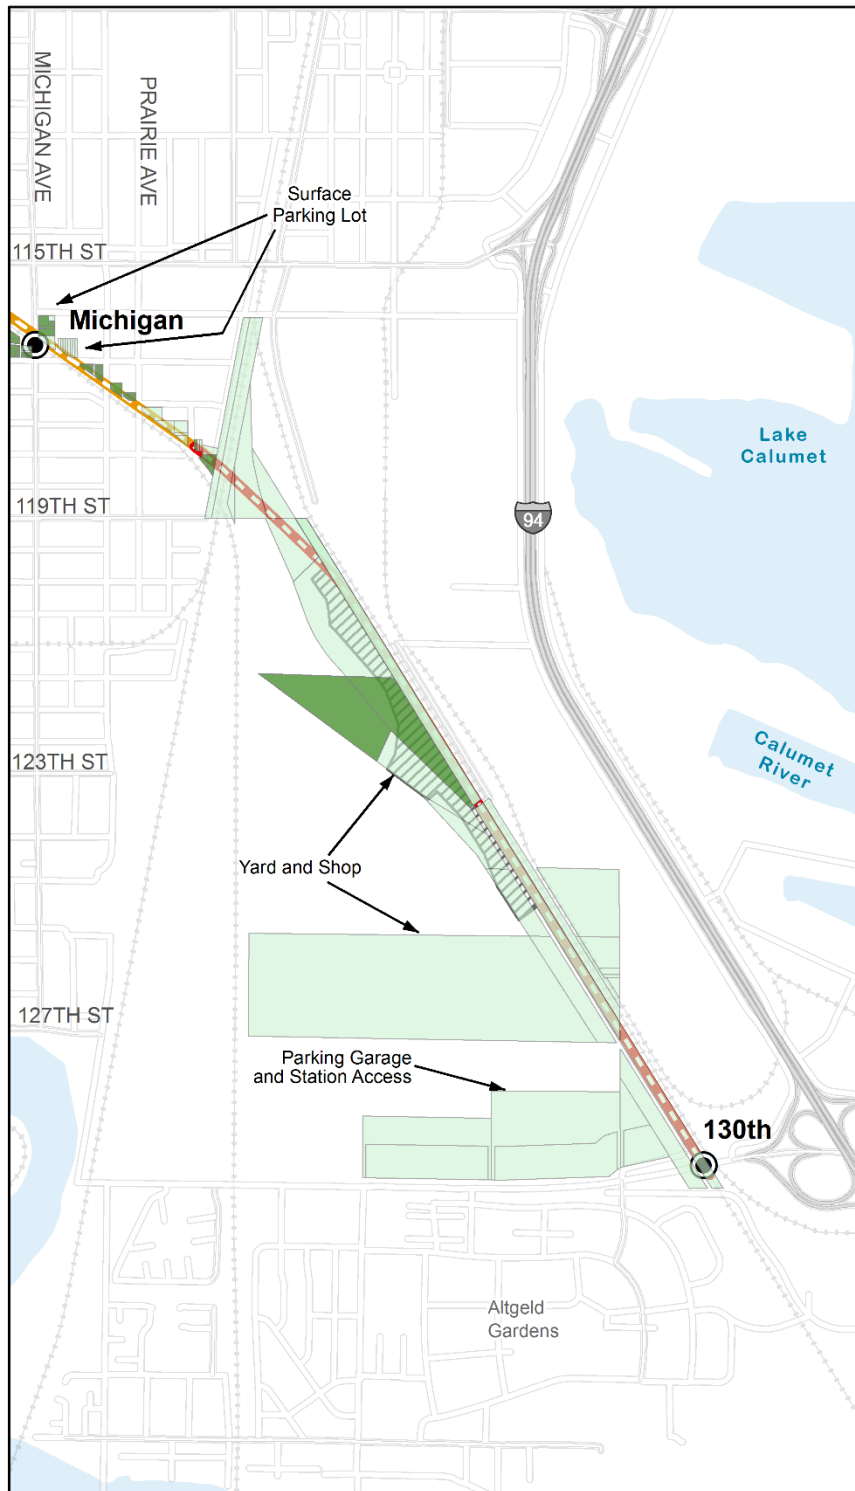 MICHIGAN AVE
PRAIRIE AVE
Surface
Parking Lot
115TH ST
Michigan
Lake
Calumet
119TH ST
94
Calumet
River
123TH ST
Yard and Shop
127TH ST
Parking Garage
and Station Access
130th
Altgeld
Gardens